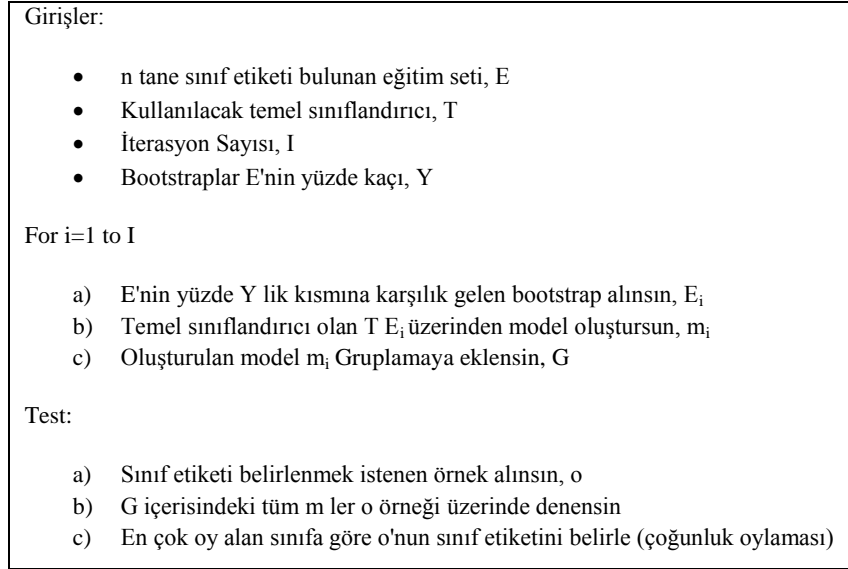 Girişler:
• n tane sınıf etiketi bulunan eğitim seti, E
• Kullanılacak temel sınıflandırıcı, T
• İterasyon Sayısı, I
• Bootstraplar E'nin yüzde kaçı, Y
For i=1 to I
a) E'nin yüzde Y lik kısmına karşılık gelen bootstrap alınsın, Ei
b) Temel sınıflandırıcı olan T Ei üzerinden model oluştursun, mi
c) Oluşturulan model mi Gruplamaya eklensin, G
Test:
a) Sınıf etiketi belirlenmek istenen örnek alınsın, o
b) G içerisindeki tüm m ler o örneği üzerinde denensin
c) En çok oy alan sınıfa göre o'nun sınıf etiketini belirle (çoğunluk oylaması)